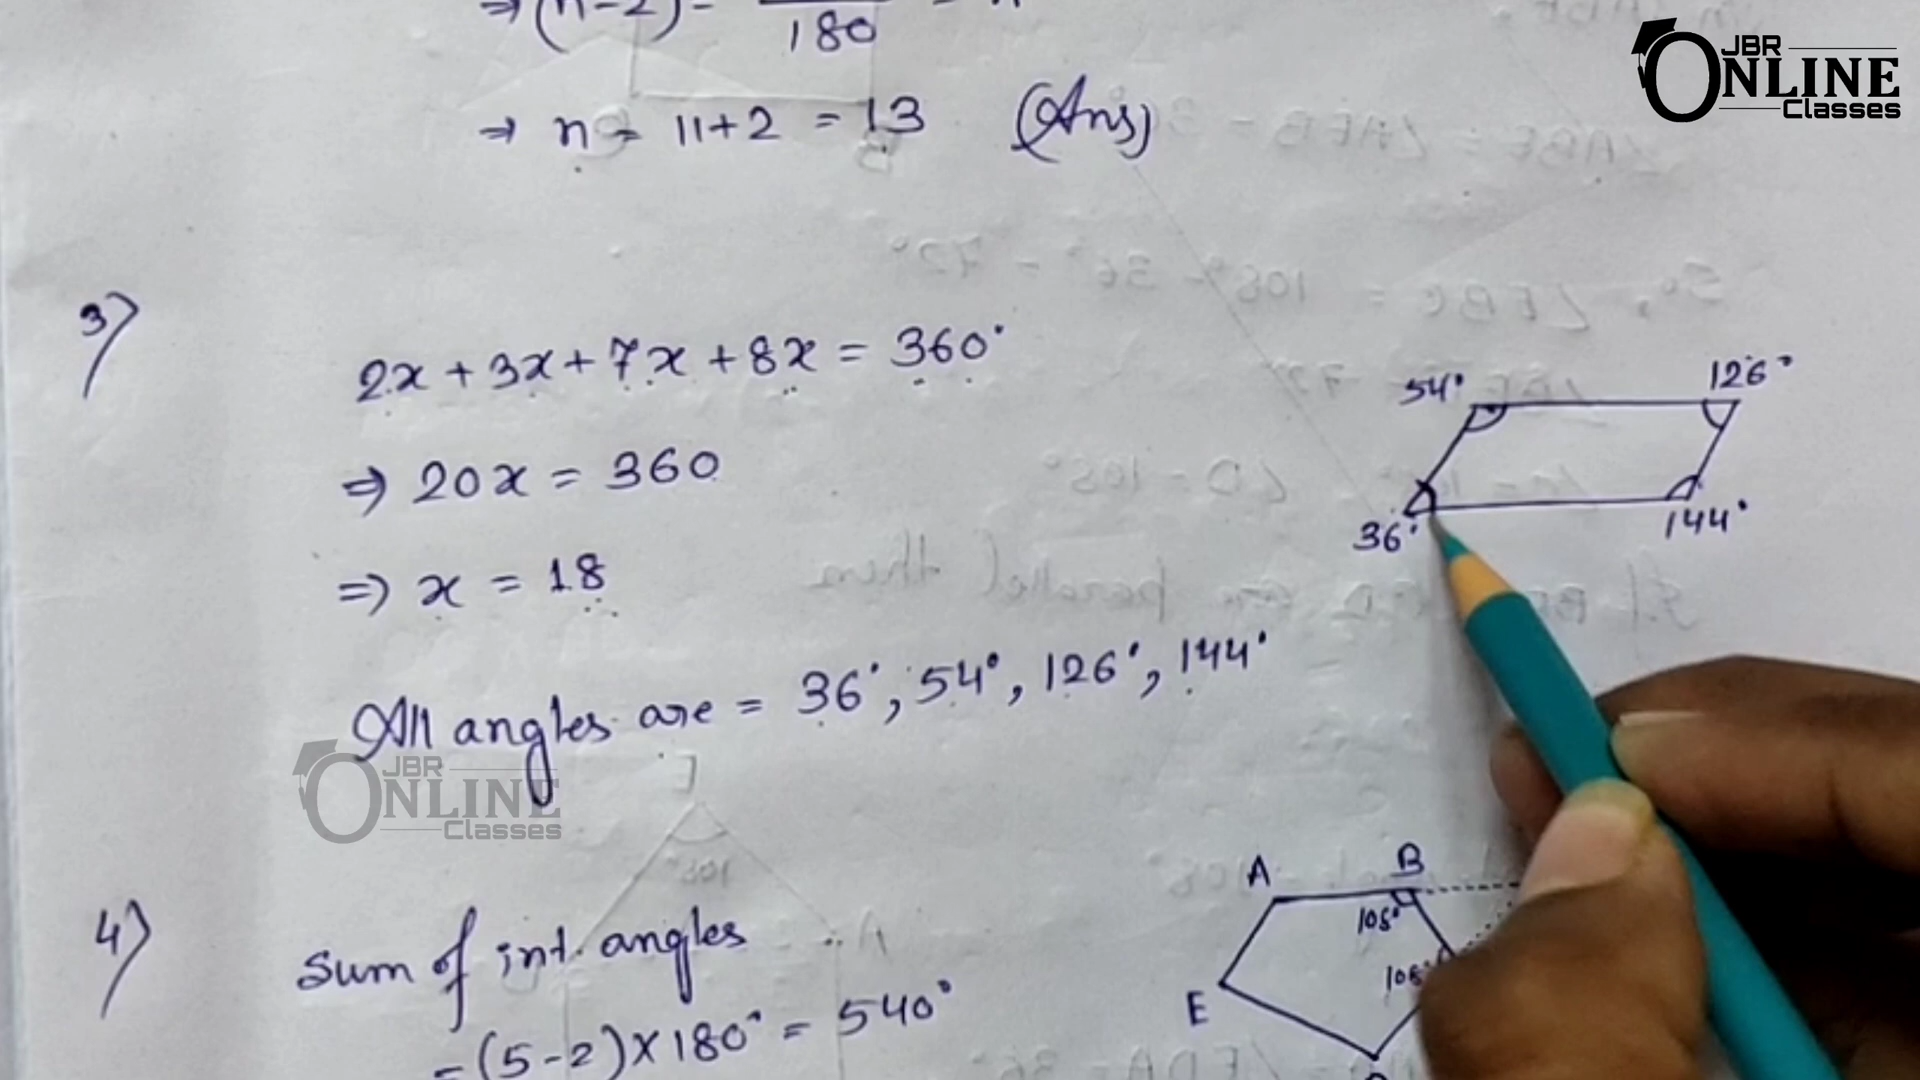 ⇒ (n-2) = 180 = n
⇒ n = 11+2 = 13 (Ans)
JBR
ONLINE
Classes
3)
2x + 3x + 7x + 8x = 360°
⇒ 20x = 360
⇒ x = 18
All angles are = 36°, 54°, 126°, 144°
54°
126°
36°
144°
JBR
ONLINE
Classes
4)
Sum of int. angles
= (5-2) X 180° = 540°
A
B
105°
E